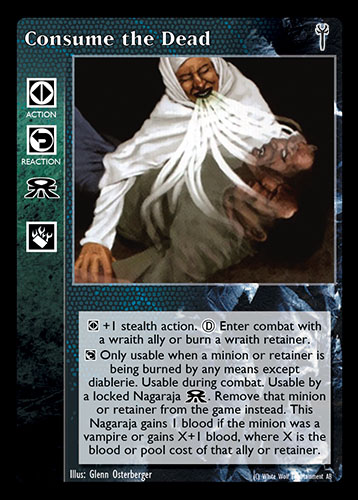 Consume the Dead
ACTION
REACTION
+1 stealth action. D Enter combat with
a wraith ally or burn a wraith retainer.
Only usable when a minion or retainer is
being burned by any means except
diablerie. Usable during combat. Usable by
a locked Nagaraja . Remove that minion
or retainer from the game instead. This
Nagaraja gains 1 blood if the minion was a
vampire or gains X+1 blood, where X is the
blood or pool cost of that ally or retainer.
Illus: Glenn Osterberger
(C) White Wolf Entertainment AB